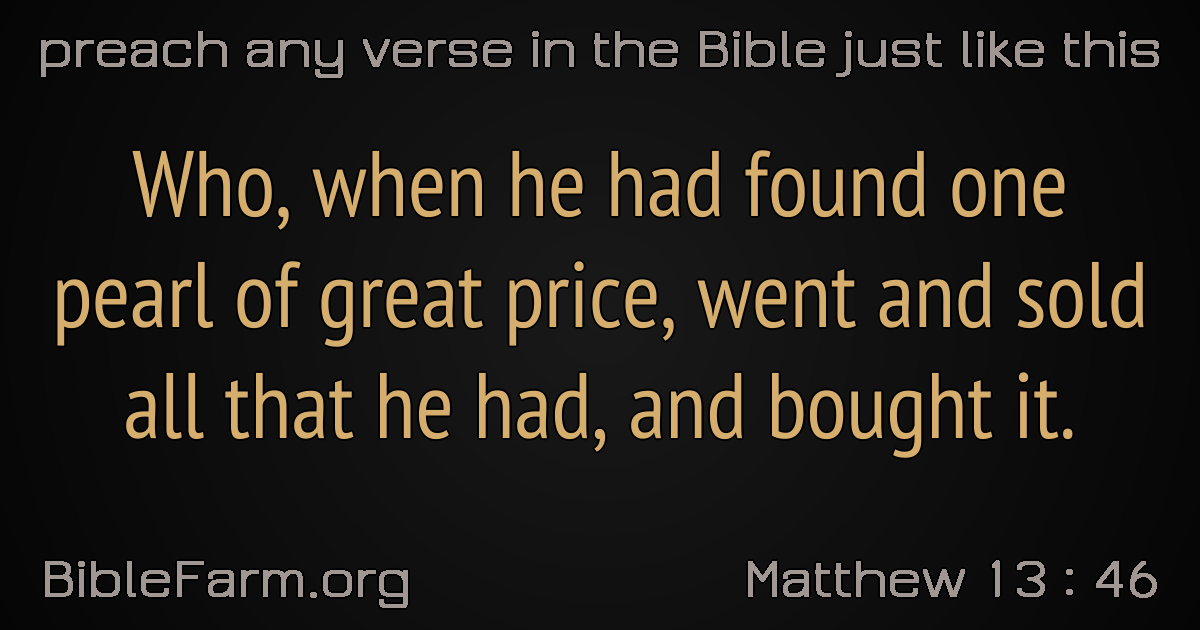 preach any verse in the Bible just like this
Who, when he had found one
pearl of great price, went and sold
all that he had, and bought it.
BibleFarm.org
Matthew 13 : 46